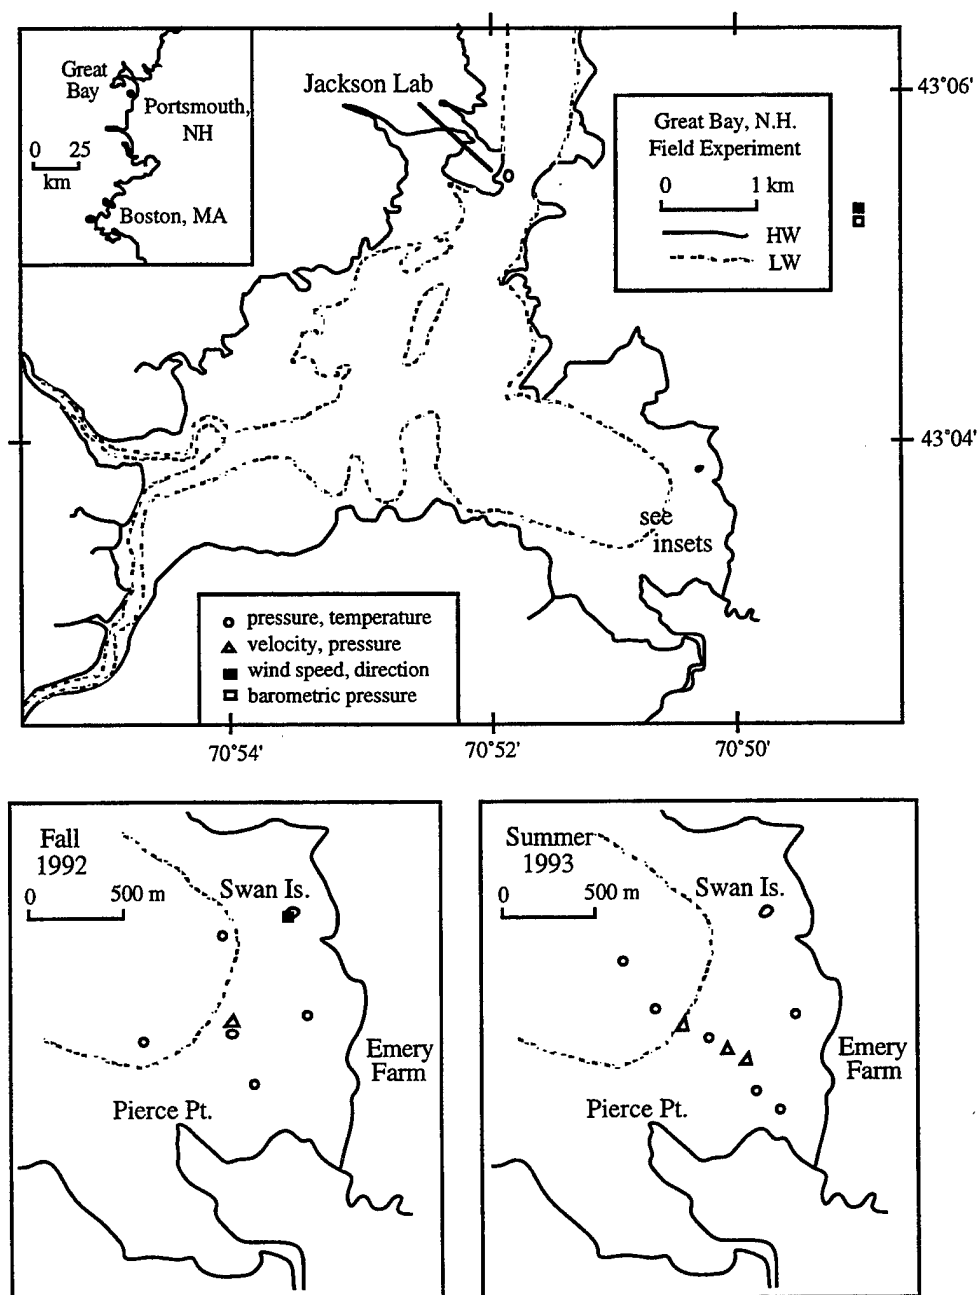 Great
Bay
Portsmouth,
NH
0 25
km
Boston, MA
Jackson Lab
43°06'
Great Bay, N.H.
Field Experiment
0 1 km
HW
LW
43°04'
see
insets
pressure, temperature
velocity, pressure
wind speed, direction
barometric pressure
70°54'
70°52'
70°50'
Fall
1992
0 500 m
Swan Is.
Emery
Farm
Pierce Pt.
Summer
1993
0 500 m
Swan Is.
Emery
Farm
Pierce Pt.